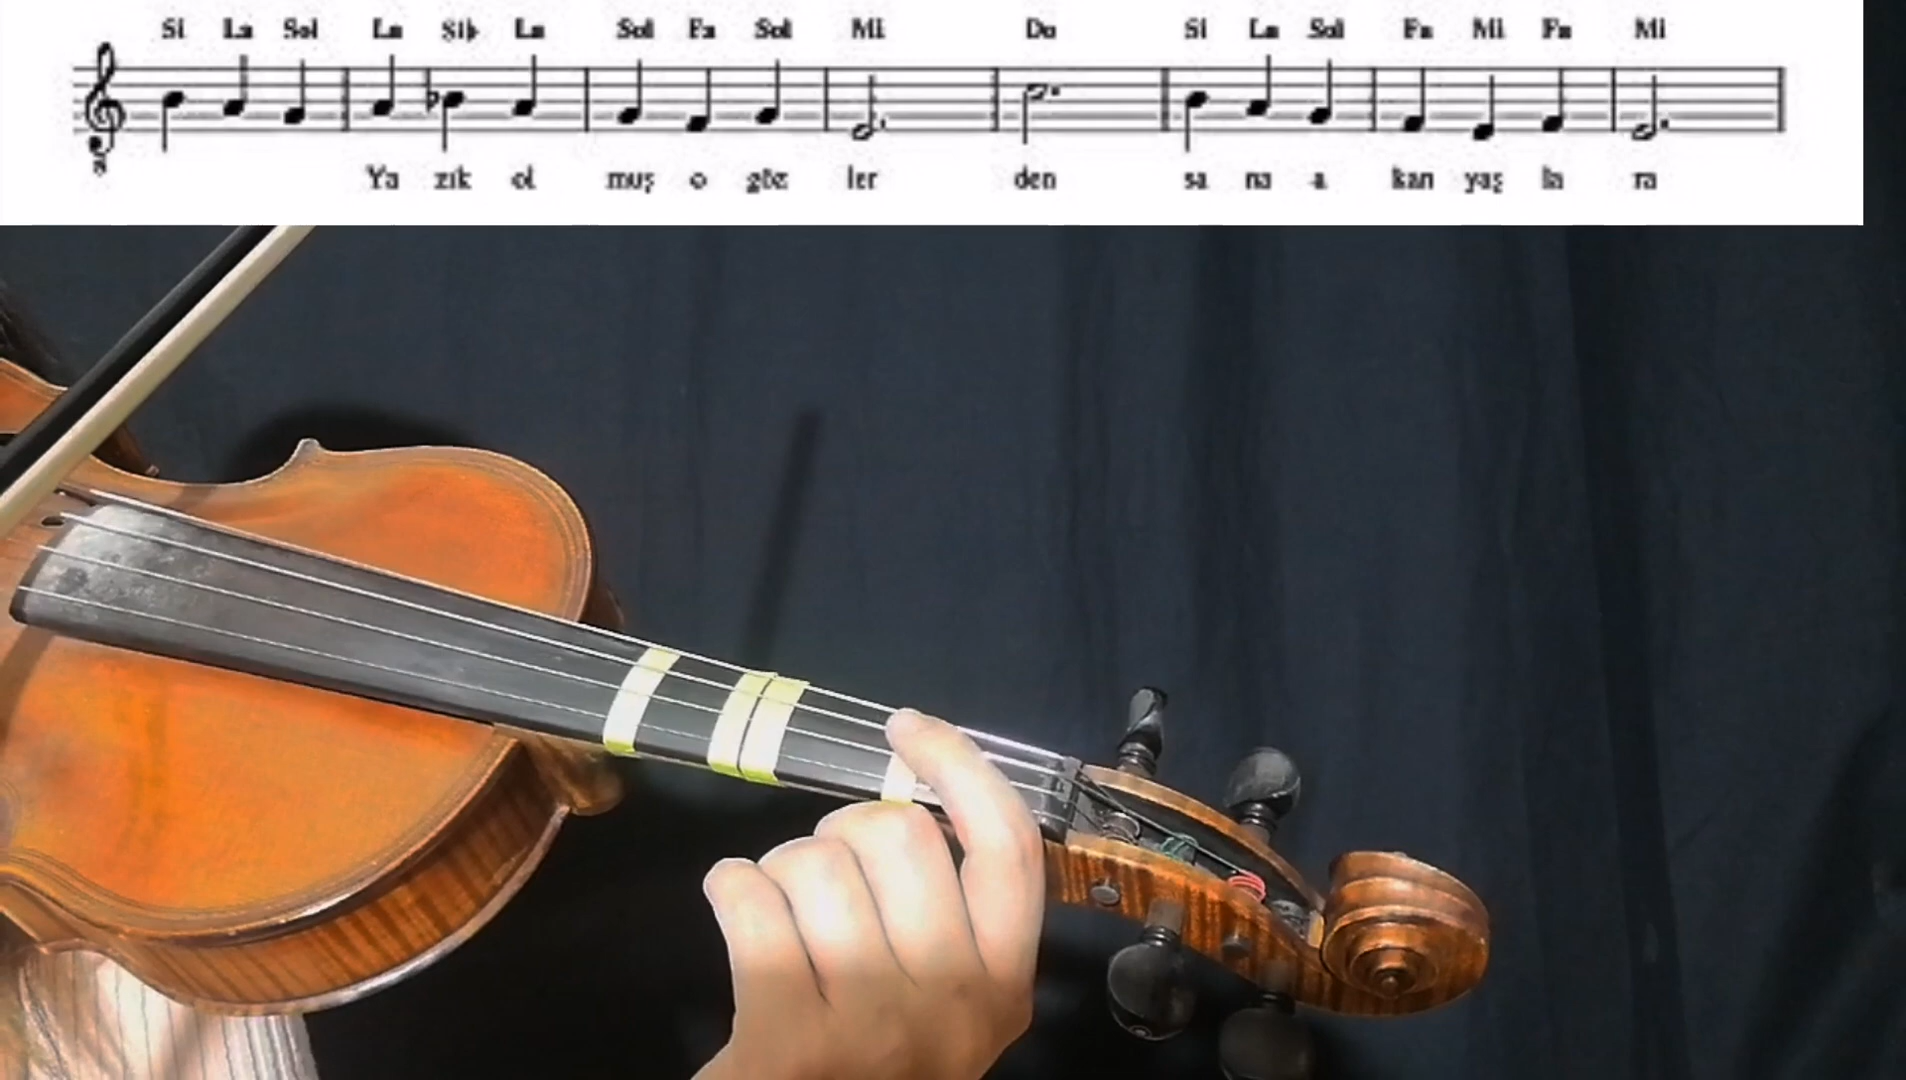 Si La Sol La Si♭ La Sol Fa Sol Mi Do Si La Sol Fa Mi Fa Mi
8
Ya zık ol muş o göz ler den sa na a kan yaş la ra